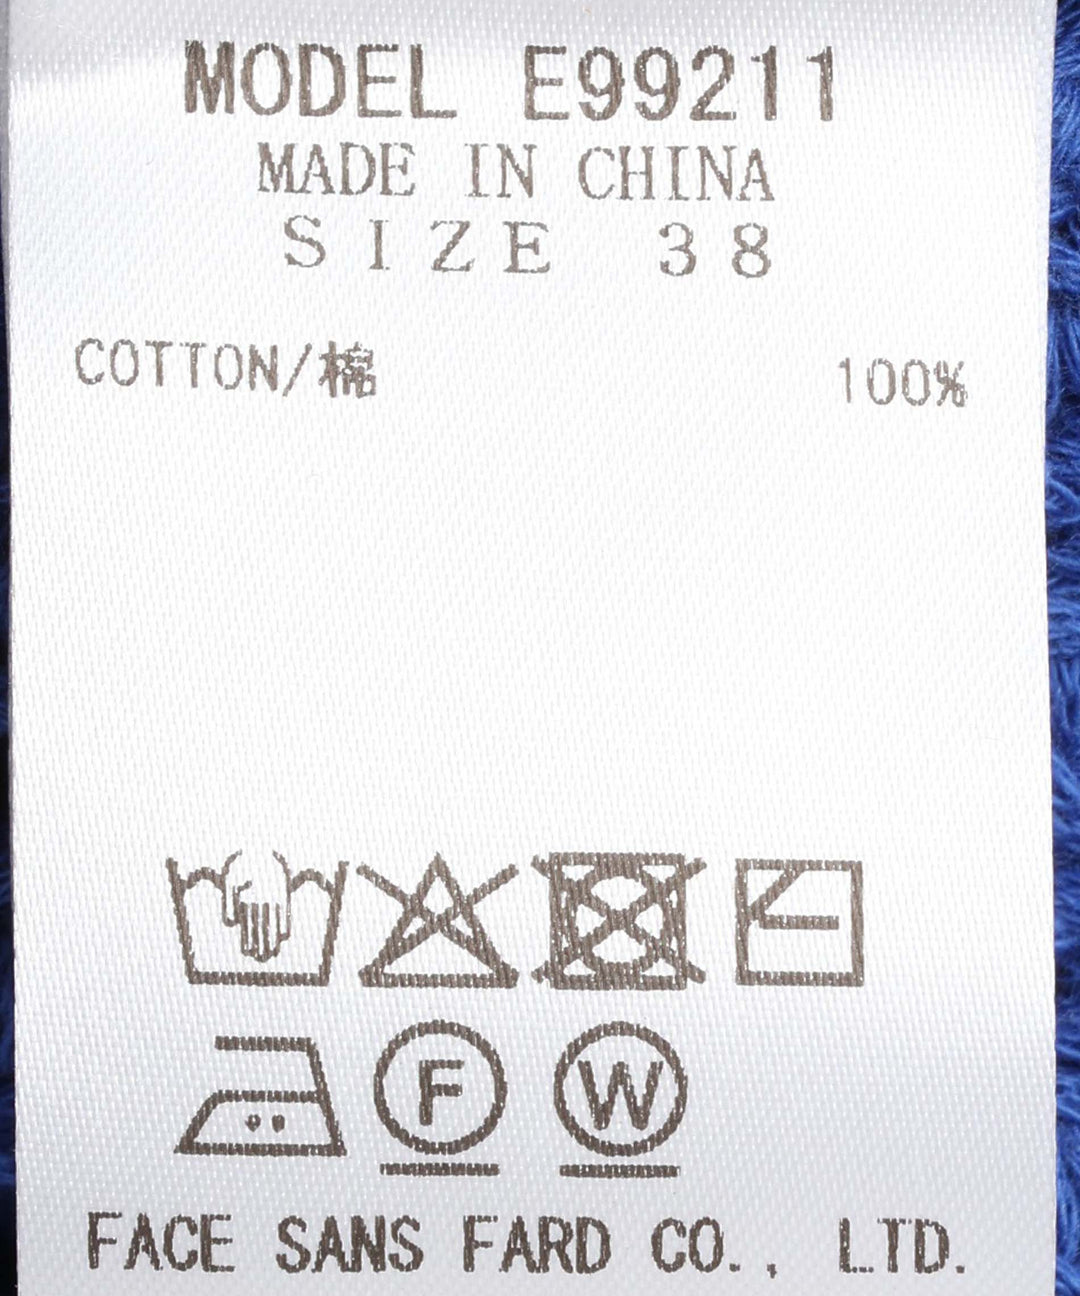 MODEL E99211
MADE IN CHINA
SIZE 38
COTTON/棉 100%
F W
FACE SANS FARD CO., LTD.